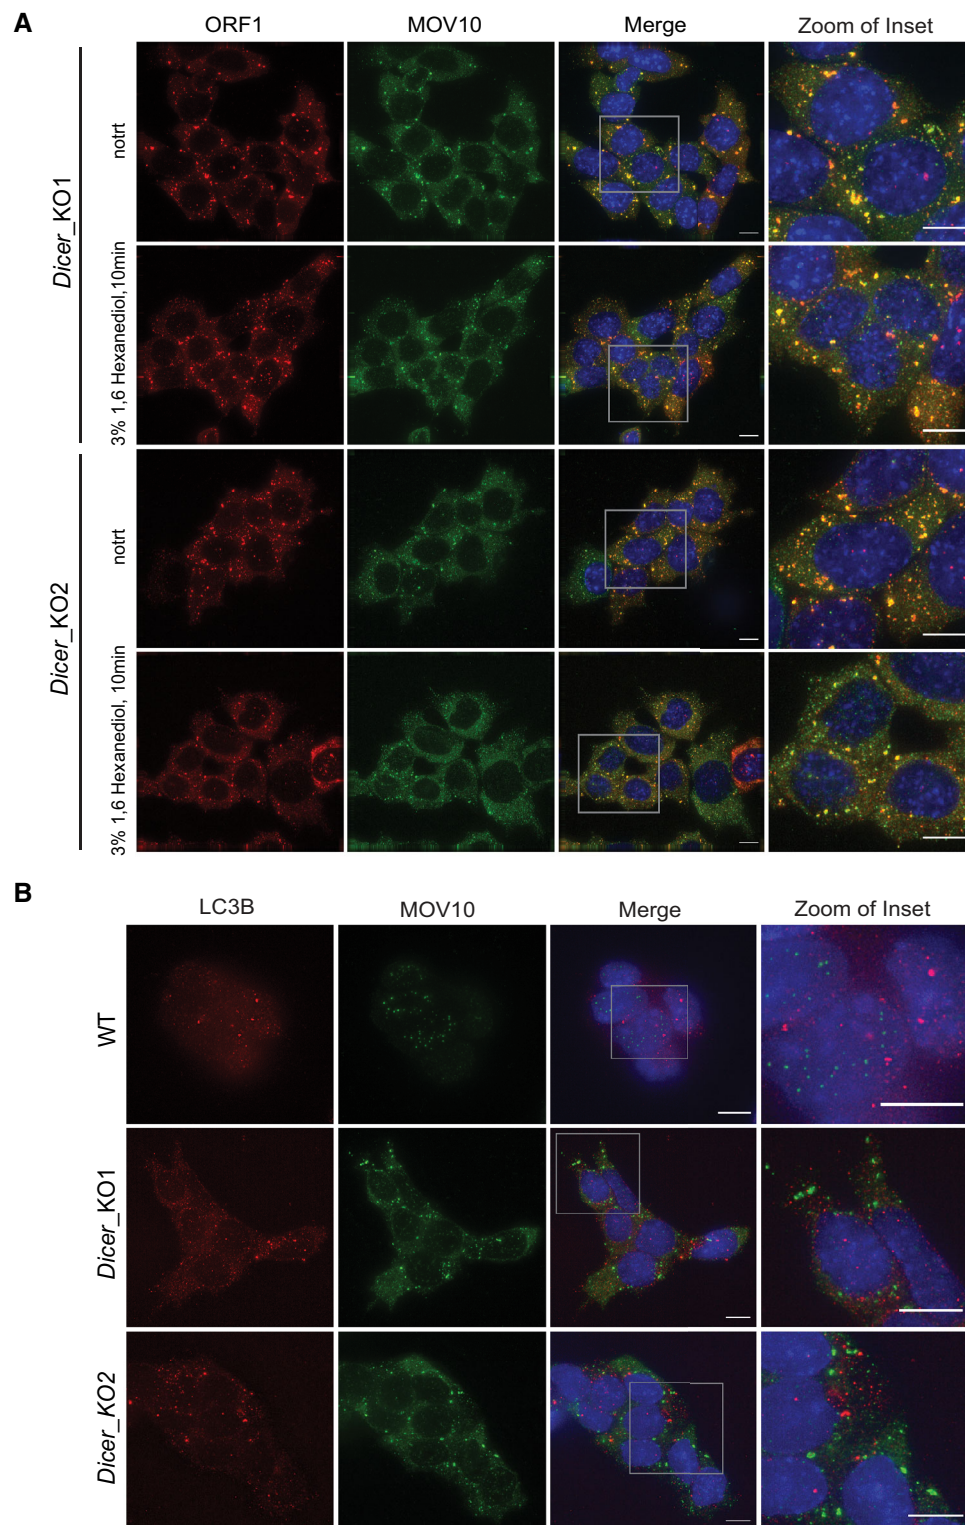 A
ORF1
MOV10
Merge
Zoom of Inset
Dicer_KO1
notrt
3% 1,6 Hexanediol,10min
Dicer_KO2
notrt
3% 1,6 Hexanediol, 10min
B
LC3B
MOV10
Merge
Zoom of Inset
WT
Dicer_KO1
Dicer_KO2